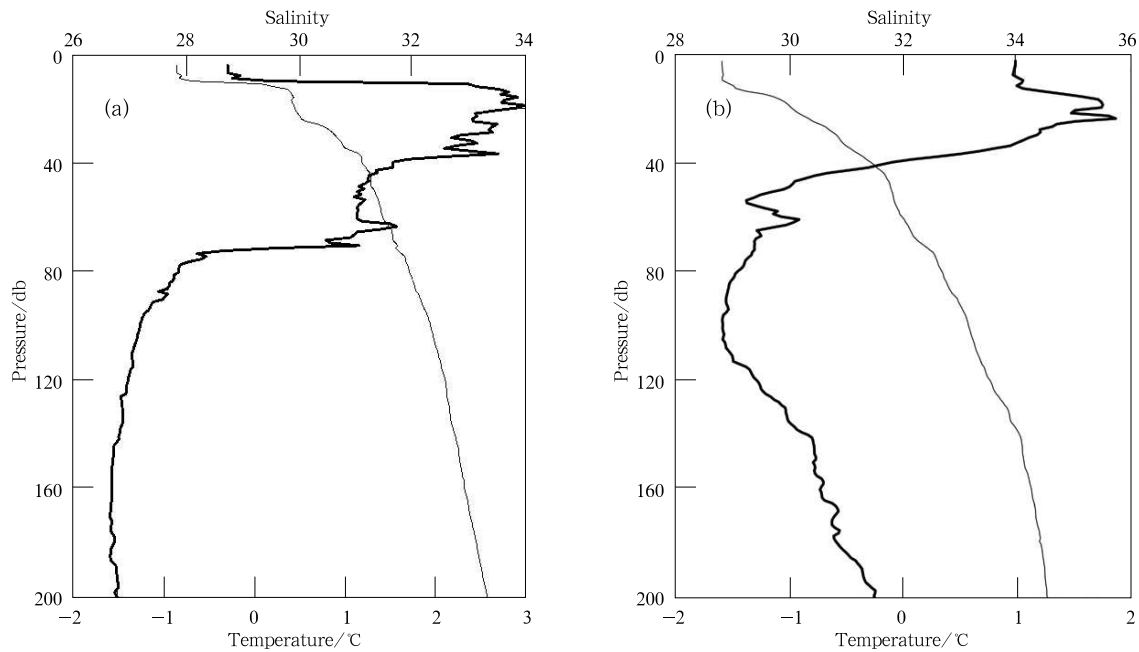 Salinity
26 28 30 32 34
0
40
80
120
160
200
Pressure/db
(a)
−2 −1 0 1 2 3
Temperature/℃
Salinity
28 30 32 34 36
0
40
80
120
160
200
Pressure/db
(b)
−2 −1 0 1 2
Temperature/℃